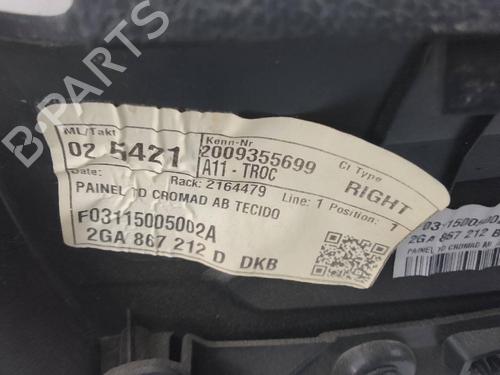 B-PARTS
ML/Takt
Kenn-Nr
Ci Type
02 5421
2009355699
RIGHT
A11 - TROC
Date:
Rack: 2164479
Line: 1
Position: 1
PAINEL TD CROMAD AB TECIDO
F03115005002A
2GA 867 212 D DKB
2GA 867 212
PAINEL TD CROMAD AB